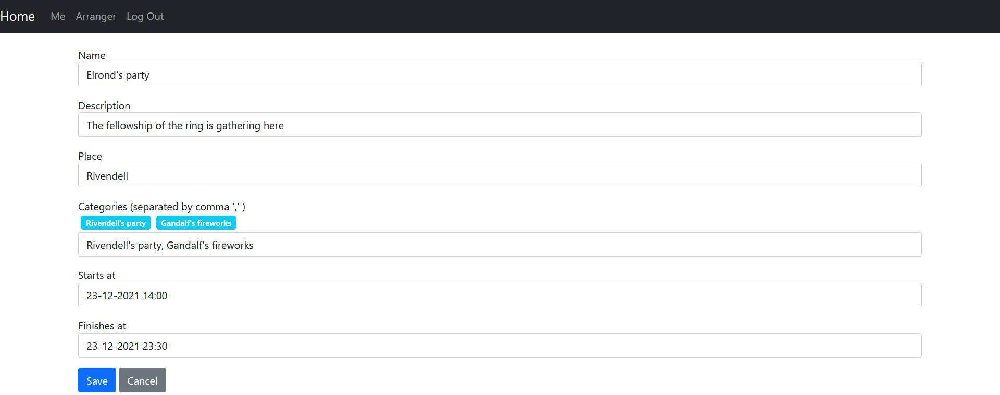 Home Me Arranger Log Out
Name
Elrond's party
Description
The fellowship of the ring is gathering here
Place
Rivendell
Categories (separated by comma ',' )
Rivendell's party Gandalf's fireworks
Rivendell's party, Gandalf's fireworks
Starts at
23-12-2021 14:00
Finishes at
23-12-2021 23:30
Save Cancel